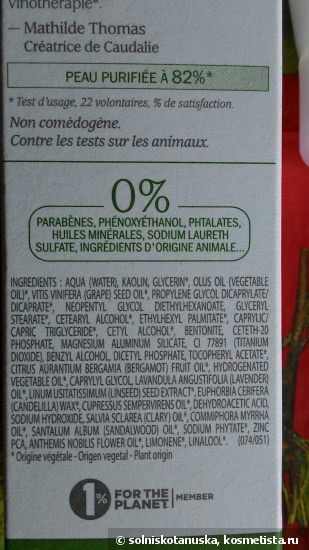 vinothérapie®.
— Mathilde Thomas
Créatrice de Caudalie
PEAU PURIFIÉE À 82%*
* Test d'usage, 22 volontaires, % de satisfaction.
Non comédogène.
Contre les tests sur les animaux.
0%
PARABÈNES, PHÉNOXYÉTHANOL, PHTALATES,
HUILES MINÉRALES, SODIUM LAURETH
SULFATE, INGRÉDIENTS D'ORIGINE ANIMALE...
INGREDIENTS : AQUA (WATER), KAOLIN, GLYCERIN*, OLUS OIL (VEGETABLE
OIL)*, VITIS VINIFERA (GRAPE) SEED OIL*, PROPYLENE GLYCOL DICAPRYLATE/
DICAPRATE*, NEOPENTYL GLYCOL DIETHYLHEXANOATE, GLYCERYL
STEARATE*, CETEARYL ALCOHOL*, ETHYLHEXYL PALMITATE*, CAPRYLIC/
CAPRIC TRIGLYCERIDE*, CETYL ALCOHOL*, BENTONITE, CETETH-20
PHOSPHATE, MAGNESIUM ALUMINUM SILICATE, CI 77891 (TITANIUM
DIOXIDE), BENZYL ALCOHOL, DICETYL PHOSPHATE, TOCOPHERYL ACETATE*,
CITRUS AURANTIUM BERGAMIA (BERGAMOT) FRUIT OIL*, HYDROGENATED
VEGETABLE OIL*, CAPRYLYL GLYCOL, LAVANDULA ANGUSTIFOLIA (LAVENDER)
OIL*, LINUM USITATISSIMUM (LINSEED) SEED EXTRACT*, EUPHORBIA CERIFERA
(CANDELILLA) WAX*, CUPRESSUS SEMPERVIRENS OIL*, DEHYDROACETIC ACID,
SODIUM HYDROXIDE, SALVIA SCLAREA (CLARY) OIL*, COMMIPHORA MYRRHA
OIL*, SANTALUM ALBUM (SANDALWOOD) OIL*, SODIUM PHYTATE*, ZINC
PCA, ANTHEMIS NOBILIS FLOWER OIL*, LIMONENE*, LINALOOL*. (074/051)
* Origine végétale - Origen vegetal - Plant origin
1% FOR THE
PLANET MEMBER
© solniskotanuska, kosmetista.ru